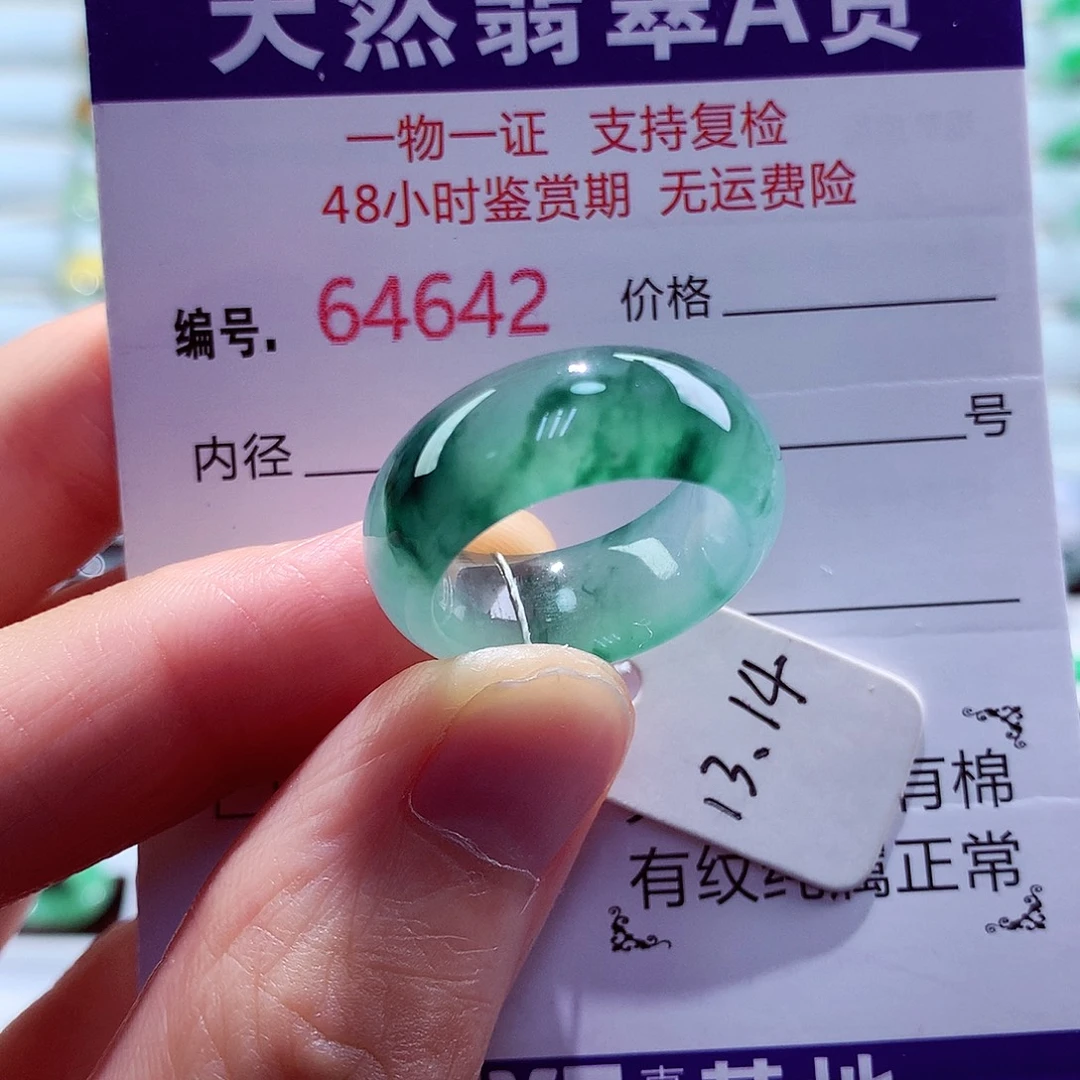 天然翡翠A货
一物一证 支持复检
48小时鉴赏期 无运费险
编号. 64642 价格
内径 号
13.14
有棉
有纹纯属正常